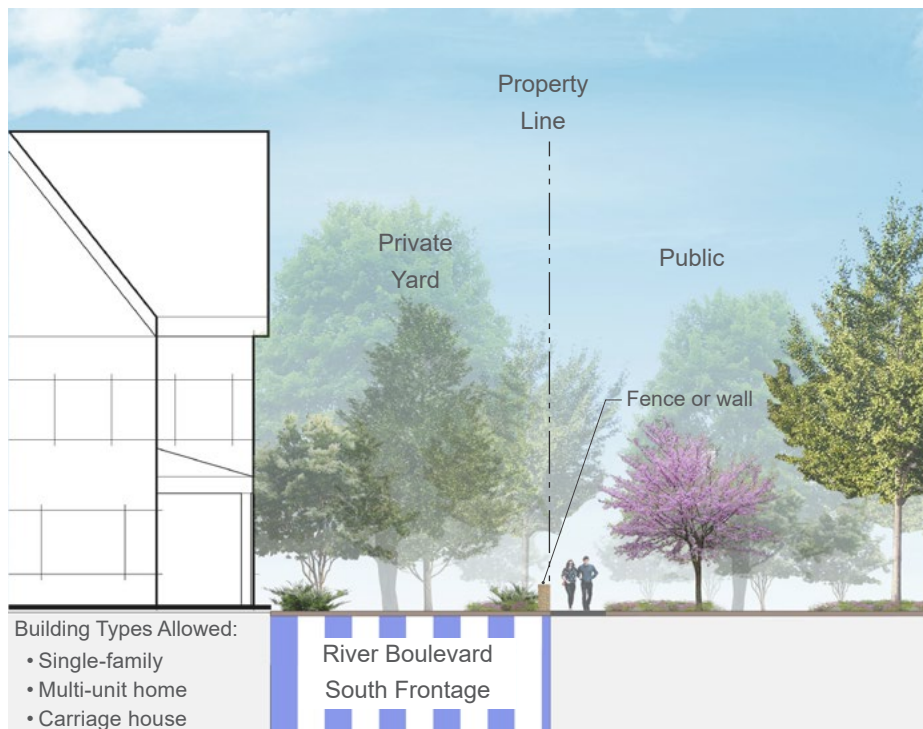 Property
Line
Private
Yard
Public
Fence or wall
Building Types Allowed:
• Single-family
• Multi-unit home
• Carriage house
River Boulevard
South Frontage